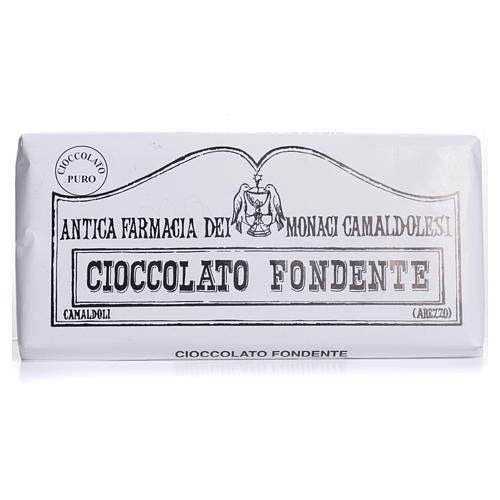 CIOCCOLATO
PURO
ANTICA FARMACIA DEI MONACI CAMALDOLESI
CIOCCOLATO FONDENTE
CAMALDOLI (AREZZO)
CIOCCOLATO FONDENTE